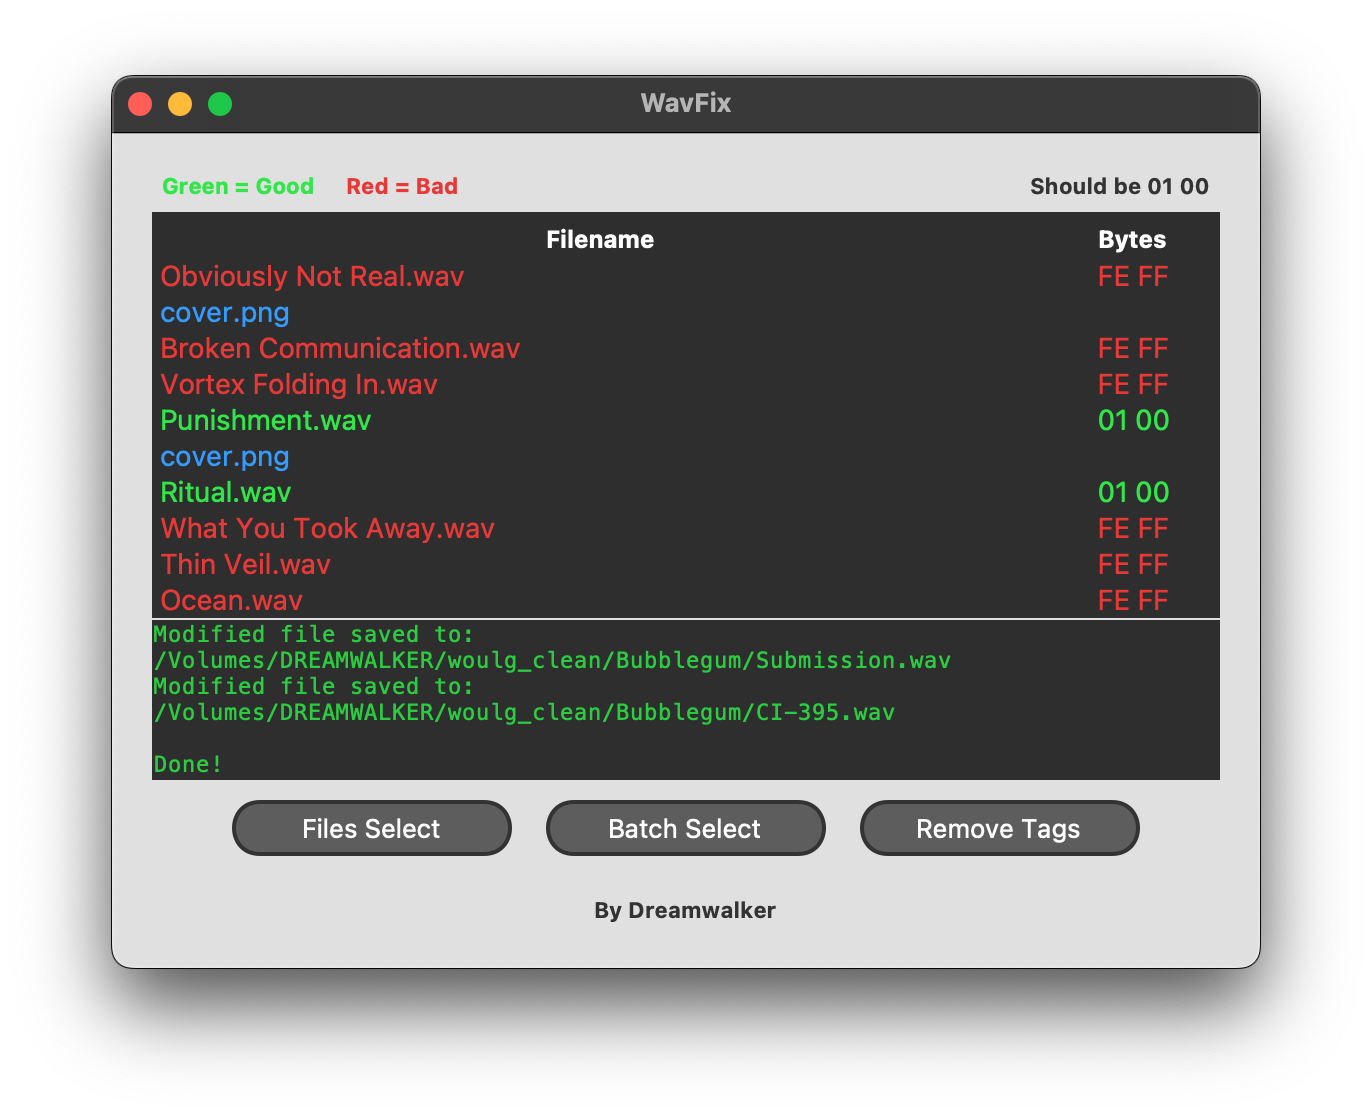 WavFix
Green = Good Red = Bad Should be 01 00
Filename Bytes
Obviously Not Real.wav FE FF
cover.png
Broken Communication.wav FE FF
Vortex Folding In.wav FE FF
Punishment.wav 01 00
cover.png
Ritual.wav 01 00
What You Took Away.wav FE FF
Thin Veil.wav FE FF
Ocean.wav FE FF
Modified file saved to:
/Volumes/DREAMWALKER/woulg_clean/Bubblegum/Submission.wav
Modified file saved to:
/Volumes/DREAMWALKER/woulg_clean/Bubblegum/CI-395.wav
Done!
Files Select Batch Select Remove Tags
By Dreamwalker